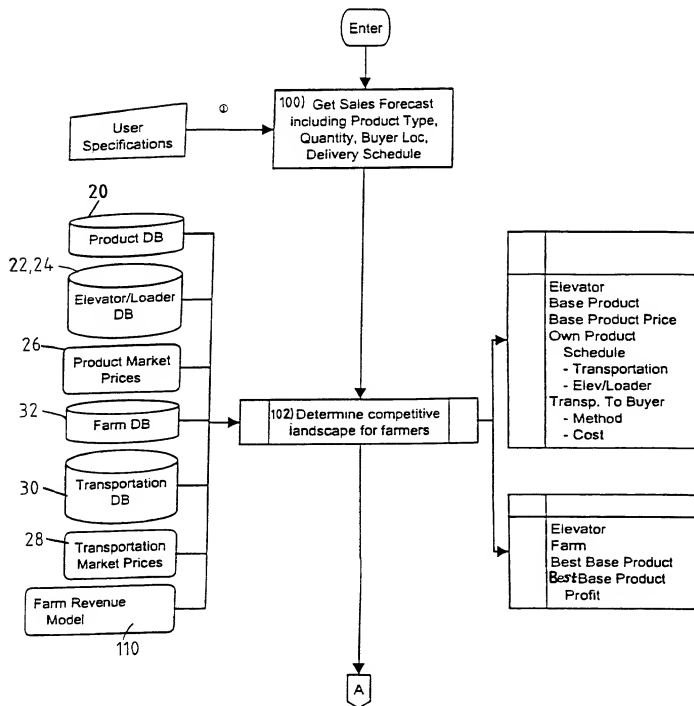 Enter
①
100) Get Sales Forecast
including Product Type,
Quantity, Buyer Loc,
Delivery Schedule
User
Specifications
20
Product DB
22,24
Elevator/Loader
DB
26
Product Market
Prices
32
Farm DB
30
Transportation
DB
28
Transportation
Market Prices
Farm Revenue
Model
110
102) Determine competitive
landscape for farmers
Elevator
Base Product
Base Product Price
Own Product
Schedule
- Transportation
- Elev/Loader
Transp. To Buyer
- Method
- Cost
Elevator
Farm
Best Base Product
Best Base Product
Profit
A